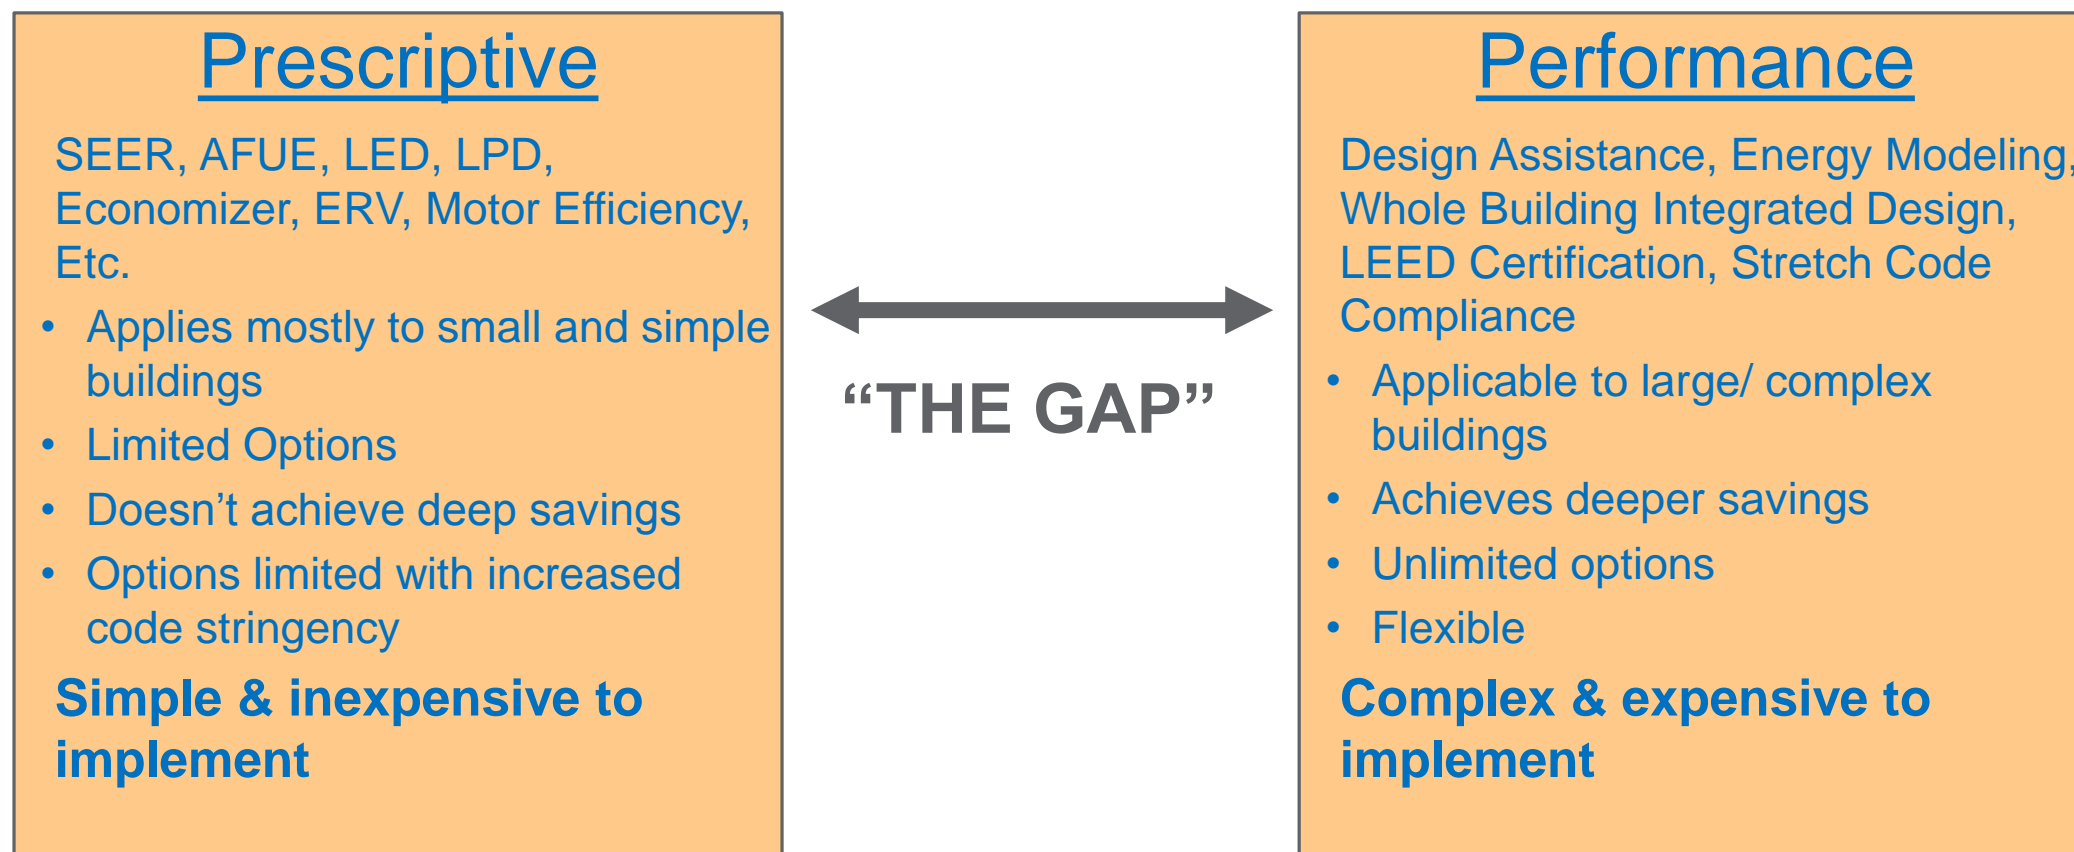 Prescriptive
SEER, AFUE, LED, LPD,
Economizer, ERV, Motor Efficiency,
Etc.
• Applies mostly to small and simple
buildings
• Limited Options
• Doesn’t achieve deep savings
• Options limited with increased
code stringency
Simple & inexpensive to
implement
“THE GAP”
Performance
Design Assistance, Energy Modeling,
Whole Building Integrated Design,
LEED Certification, Stretch Code
Compliance
• Applicable to large/ complex
buildings
• Achieves deeper savings
• Unlimited options
• Flexible
Complex & expensive to
implement